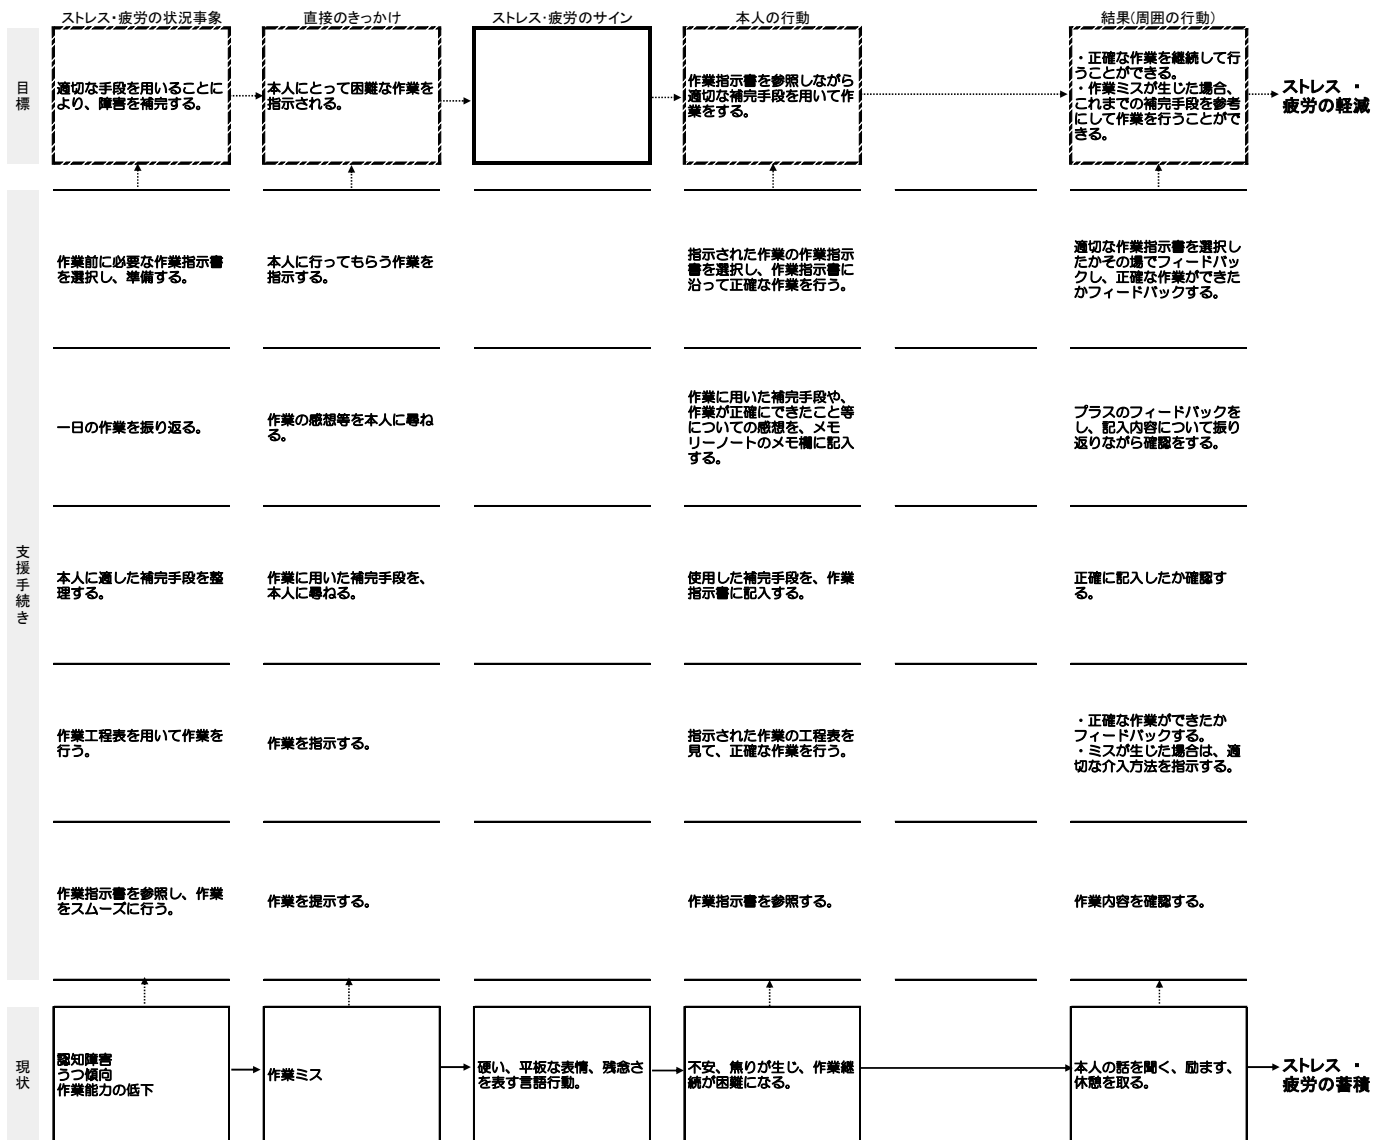 ストレス・疲労の状況事象
直接のきっかけ
ストレス・疲労のサイン
本人の行動
結果(周囲の行動)
目標
適切な手段を用いることに
より、障害を補完する。
本人にとって困難な作業を
指示される。
作業指示書を参照しながら
適切な補完手段を用いて作
業をする。
・正確な作業を継続して行
うことができる。
・作業ミスが生じた場合、
これまでの補完手段を参考
にして作業を行うことがで
きる。
ストレス・
疲労の軽減
支援手続き
作業前に必要な作業指示書
を選択し、準備する。
本人に行ってもらう作業を
指示する。
指示された作業の作業指示
書を選択し、作業指示書に
沿って正確な作業を行う。
適切な作業指示書を選択し
たかその場でフィードバッ
クし、正確な作業ができた
かフィードバックする。
一日の作業を振り返る。
作業の感想等を本人に尋ね
る。
作業に用いた補完手段や、
作業が正確にできたこと等
についての感想を、メモ
リーノートのメモ欄に記入
する。
プラスのフィードバックを
し、記入内容について振り
返りながら確認をする。
本人に適した補完手段を整
理する。
作業に用いた補完手段を、
本人に尋ねる。
使用した補完手段を、作業
指示書に記入する。
正確に記入したか確認す
る。
作業工程表を用いて作業を
行う。
作業を指示する。
指示された作業の工程表を
見て、正確な作業を行う。
・正確な作業ができたか
フィードバックする。
・ミスが生じた場合は、適
切な介入方法を指示する。
作業指示書を参照し、作業
をスムーズに行う。
作業を提示する。
作業指示書を参照する。
作業内容を確認する。
現状
認知障害
うつ傾向
作業能力の低下
作業ミス
硬い、平板な表情、残念さ
を表す言語行動。
不安、焦りが生じ、作業継
続が困難になる。
本人の話を聞く、励ます、
休憩を取る。
ストレス・
疲労の蓄積